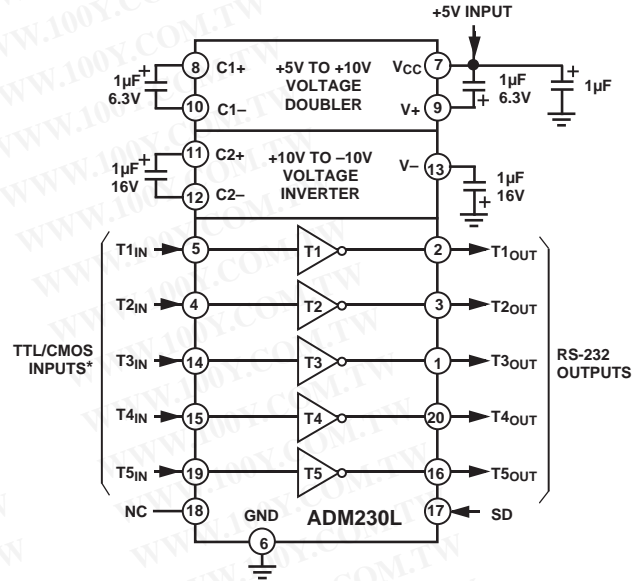 +5V INPUT
1µF
6.3V
+
8
C1+
10
C1–
+5V TO +10V
VOLTAGE
DOUBLER
VCC
7
V+
9
+
1µF
6.3V
+
1µF
1µF
16V
+
11
C2+
12
C2–
+10V TO –10V
VOLTAGE
INVERTER
V–
13
+
1µF
16V
TTL/CMOS
INPUTS*
T1IN
5
T1
2
T1OUT
T2IN
4
T2
3
T2OUT
T3IN
14
T3
1
T3OUT
T4IN
15
T4
20
T4OUT
T5IN
19
T5
16
T5OUT
RS-232
OUTPUTS
NC
18
GND
6
ADM230L
17
SD
WWW.100Y.COM.TW